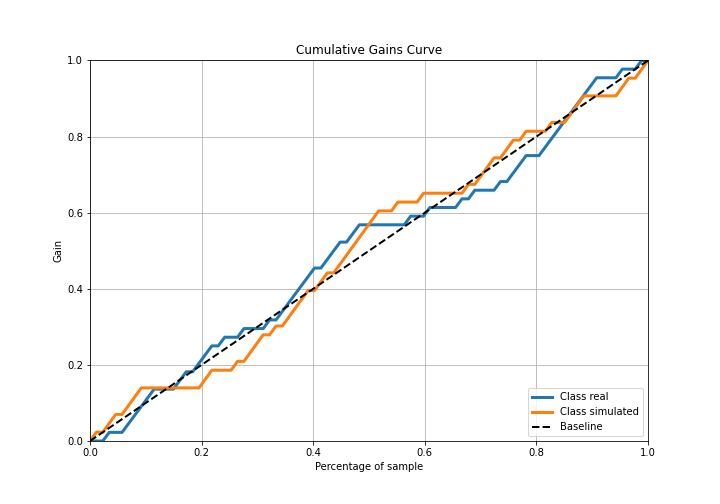 Cumulative Gains Curve
1.0
0.8
0.6
0.4
0.2
0.0
Gain
0.0 0.2 0.4 0.6 0.8 1.0
Percentage of sample
Class real
Class simulated
Baseline